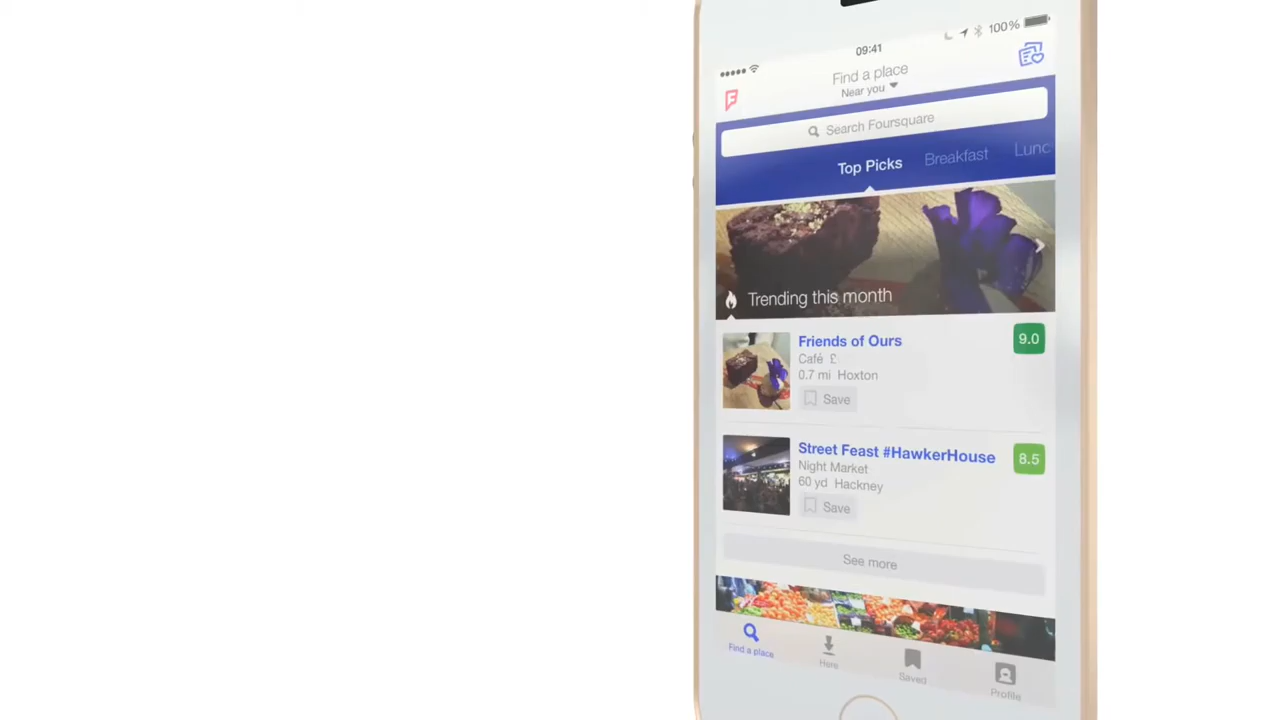 09:41
100%
Find a place
Near you
Search Foursquare
Top Picks
Breakfast
Lunc
Trending this month
Friends of Ours
9.0
Café £
0.7 mi Hoxton
Save
Street Feast #HawkerHouse
8.5
Night Market
60 yd Hackney
Save
See more
Find a place
Here
Saved
Profile